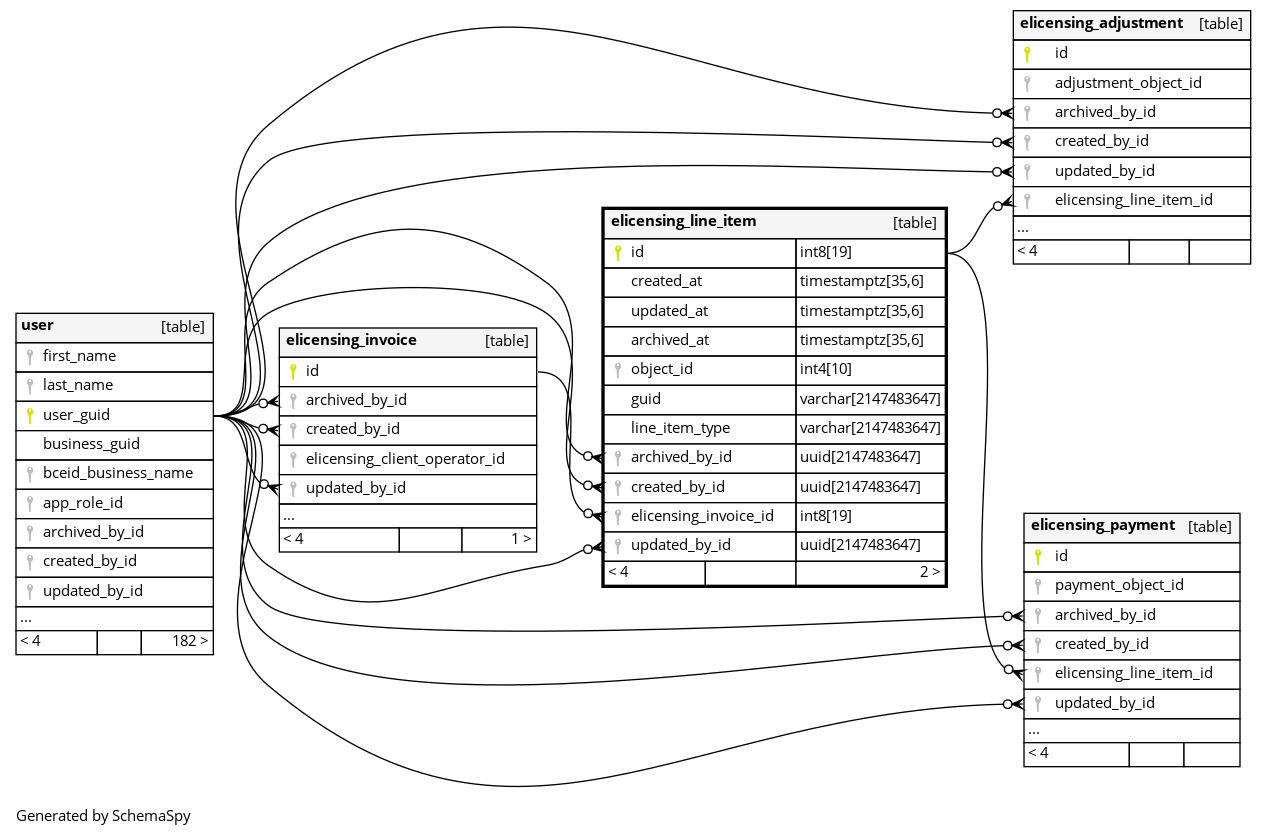 elicensing_adjustment [table]
id
adjustment_object_id
archived_by_id
created_by_id
updated_by_id
elicensing_line_item_id
...
< 4
elicensing_line_item [table]
id int8[19]
created_at timestamptz[35,6]
updated_at timestamptz[35,6]
archived_at timestamptz[35,6]
object_id int4[10]
guid varchar[2147483647]
line_item_type varchar[2147483647]
archived_by_id uuid[2147483647]
created_by_id uuid[2147483647]
elicensing_invoice_id int8[19]
updated_by_id uuid[2147483647]
< 4 2 >
user [table]
first_name
last_name
user_guid
business_guid
bceid_business_name
app_role_id
archived_by_id
created_by_id
updated_by_id
...
< 4 182 >
elicensing_invoice [table]
id
archived_by_id
created_by_id
elicensing_client_operator_id
updated_by_id
...
< 4 1 >
elicensing_payment [table]
id
payment_object_id
archived_by_id
created_by_id
elicensing_line_item_id
updated_by_id
...
< 4
Generated by SchemaSpy